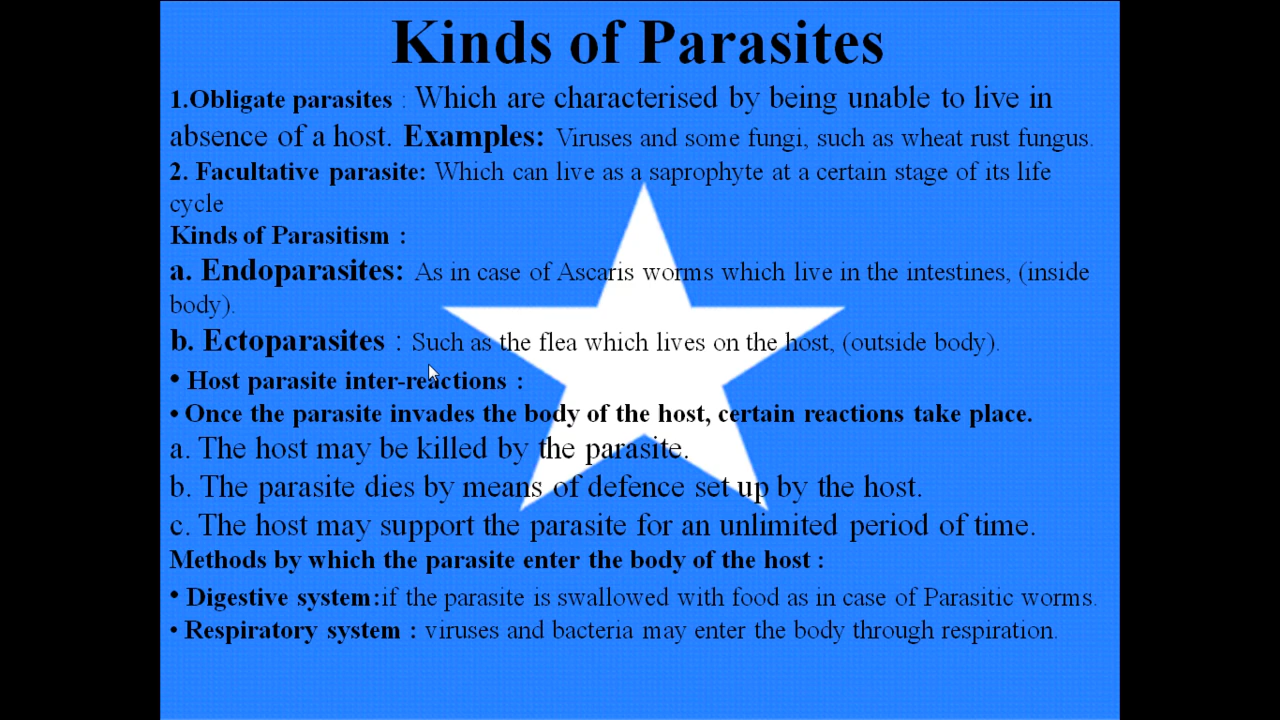 Kinds of Parasites
1.Obligate parasites : Which are characterised by being unable to live in
absence of a host. Examples: Viruses and some fungi, such as wheat rust fungus.
2. Facultative parasite: Which can live as a saprophyte at a certain stage of its life
cycle
Kinds of Parasitism :
a. Endoparasites: As in case of Ascaris worms which live in the intestines, (inside
body).
b. Ectoparasites : Such as the flea which lives on the host, (outside body).
• Host parasite inter-reactions :
• Once the parasite invades the body of the host, certain reactions take place.
a. The host may be killed by the parasite.
b. The parasite dies by means of defence set up by the host.
c. The host may support the parasite for an unlimited period of time.
Methods by which the parasite enter the body of the host :
• Digestive system:if the parasite is swallowed with food as in case of Parasitic worms.
• Respiratory system : viruses and bacteria may enter the body through respiration.